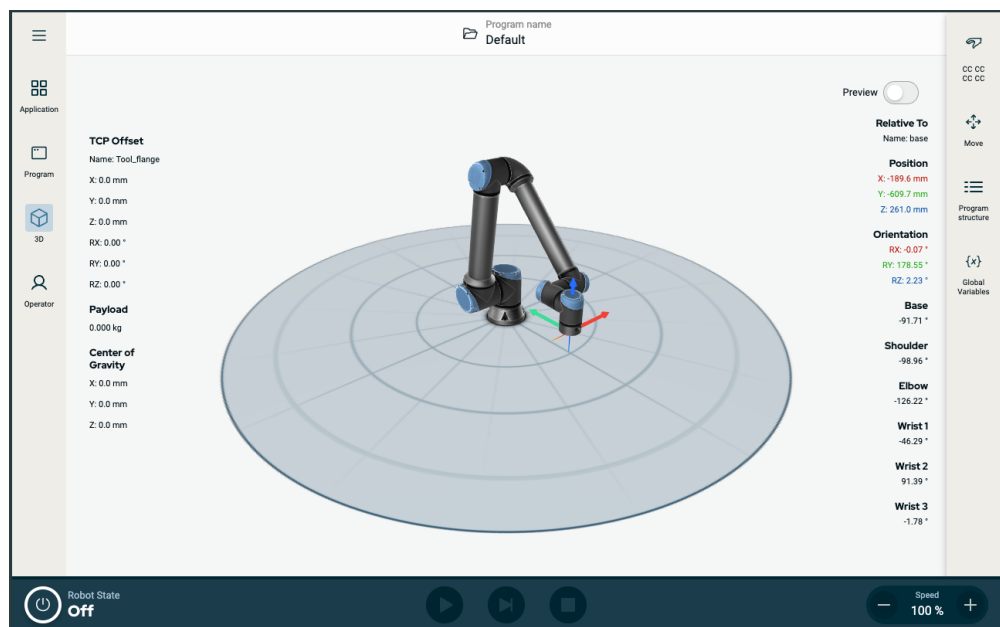 Program name
Default
Application
Program
3D
Operator
TCP Offset
Name: Tool_flange
X: 0.0 mm
Y: 0.0 mm
Z: 0.0 mm
RX: 0.00 °
RY: 0.00 °
RZ: 0.00 °
Payload
0.000 kg
Center of
Gravity
X: 0.0 mm
Y: 0.0 mm
Z: 0.0 mm
Preview
Relative To
Name: base
Position
X: -189.6 mm
Y: -609.7 mm
Z: 261.0 mm
Orientation
RX: -0.07 °
RY: 178.55 °
RZ: 2.23 °
Base
-91.71 °
Shoulder
-98.96 °
Elbow
-126.22 °
Wrist 1
-46.29 °
Wrist 2
91.39 °
Wrist 3
-1.78 °
CC CC
CC CC
Move
Program
structure
{x}
Global
Variables
Robot State
Off
Speed
100 %